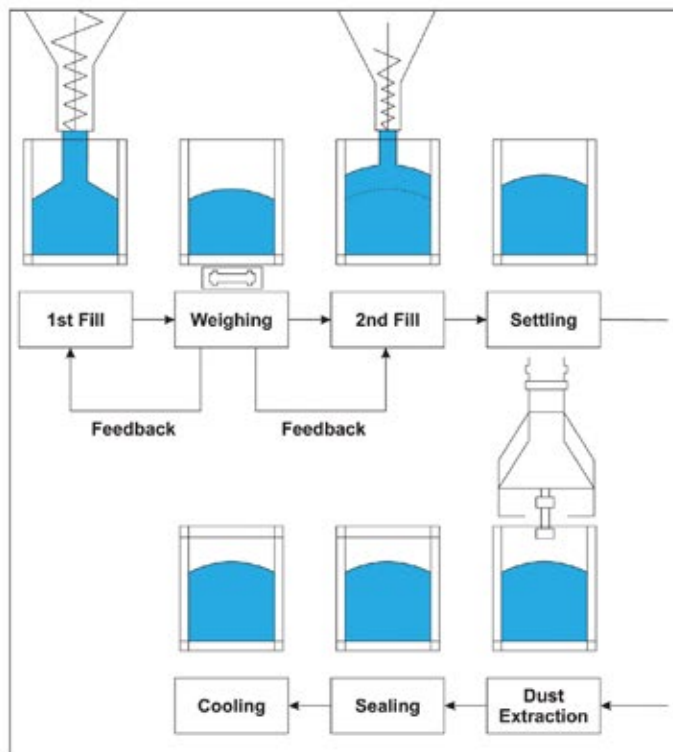 1st Fill
Weighing
2nd Fill
Settling
Feedback
Feedback
Cooling
Sealing
Dust
Extraction